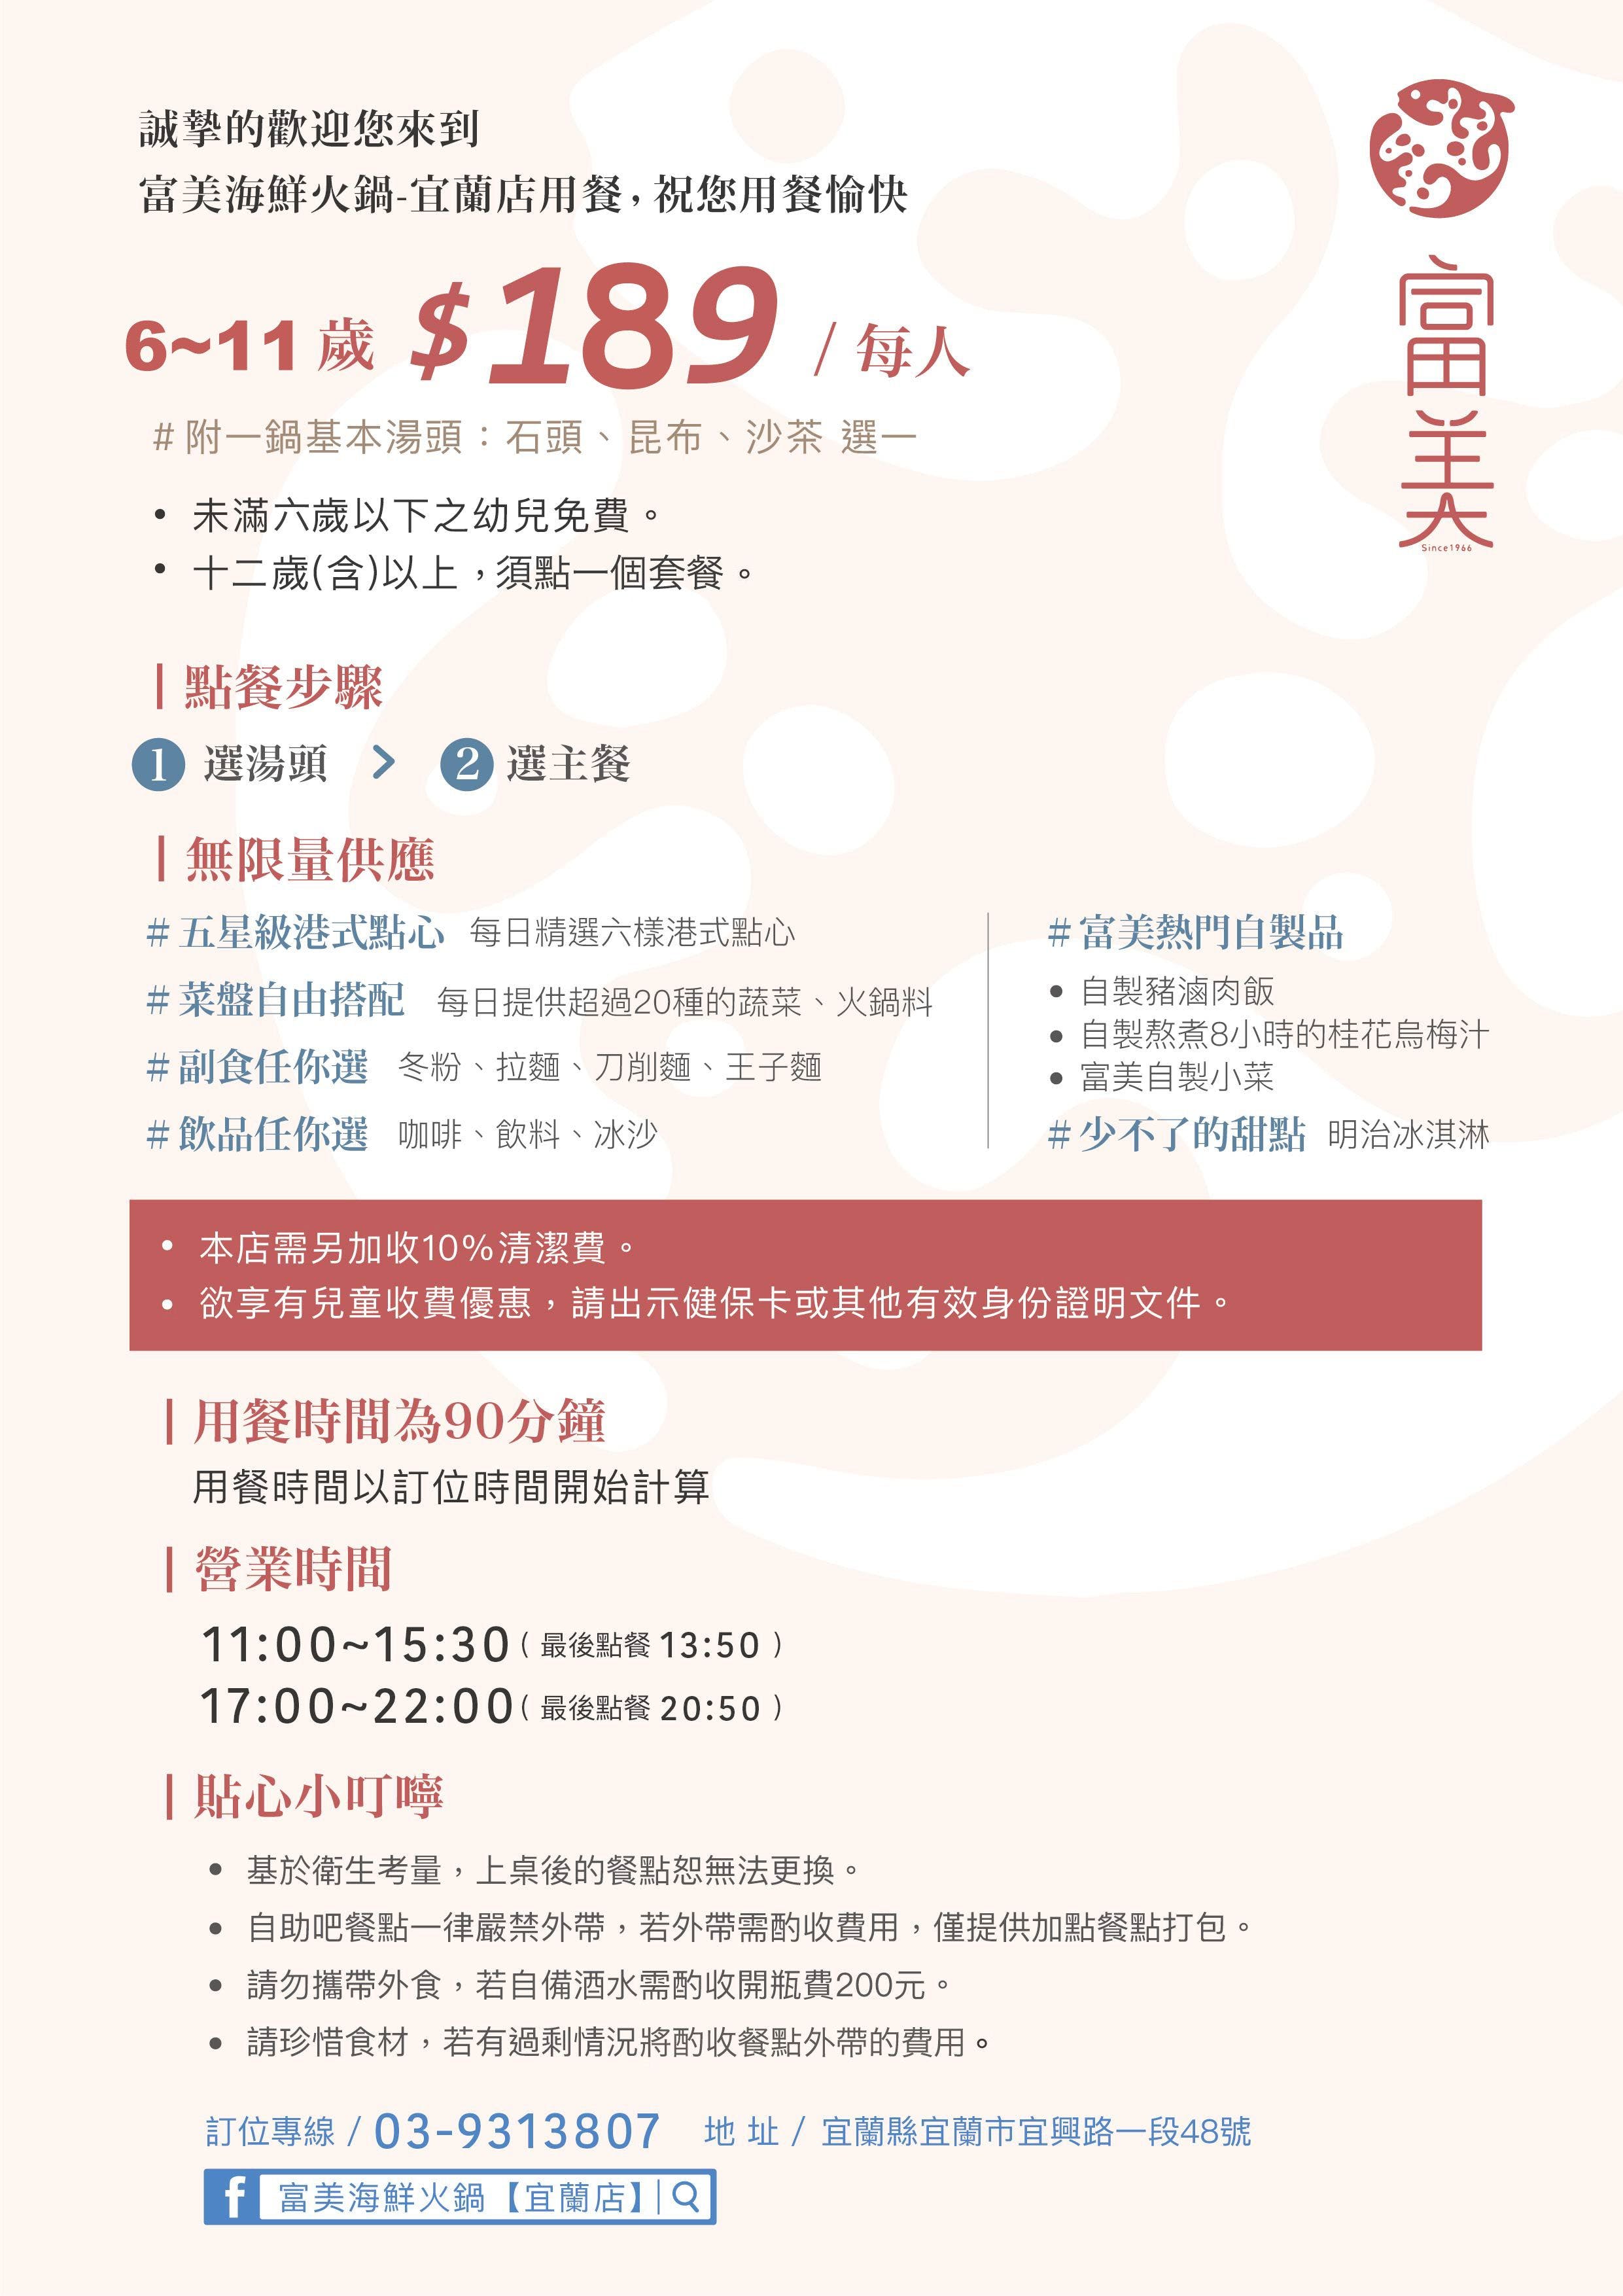 誠摯的歡迎您來到
富美海鮮火鍋-宜蘭店用餐，祝您用餐愉快
富美
Since1966
6~11 歲 $189 / 每人
# 附一鍋基本湯頭：石頭、昆布、沙茶 選一
• 未滿六歲以下之幼兒免費。
• 十二歲(含)以上，須點一個套餐。
| 點餐步驟
1 選湯頭 > 2 選主餐
| 無限量供應
# 五星級港式點心 每日精選六樣港式點心
# 菜盤自由搭配 每日提供超過20種的蔬菜、火鍋料
# 副食任你選 冬粉、拉麵、刀削麵、王子麵
# 飲品任你選 咖啡、飲料、冰沙
# 富美熱門自製品
• 自製豬滷肉飯
• 自製熬煮8小時的桂花烏梅汁
• 富美自製小菜
# 少不了的甜點 明治冰淇淋
• 本店需另加收10%清潔費。
• 欲享有兒童收費優惠，請出示健保卡或其他有效身份證明文件。
| 用餐時間為90分鐘
用餐時間以訂位時間開始計算
| 營業時間
11:00~15:30 ( 最後點餐 13:50 )
17:00~22:00 ( 最後點餐 20:50 )
| 貼心小叮嚀
• 基於衛生考量，上桌後的餐點恕無法更換。
• 自助吧餐點一律嚴禁外帶，若外帶需酌收費用，僅提供加點餐點打包。
• 請勿攜帶外食，若自備酒水需酌收開瓶費200元。
• 請珍惜食材，若有過剩情況將酌收餐點外帶的費用。
訂位專線 / 03-9313807 地 址 / 宜蘭縣宜蘭市宜興路一段48號
f 富美海鮮火鍋【宜蘭店】